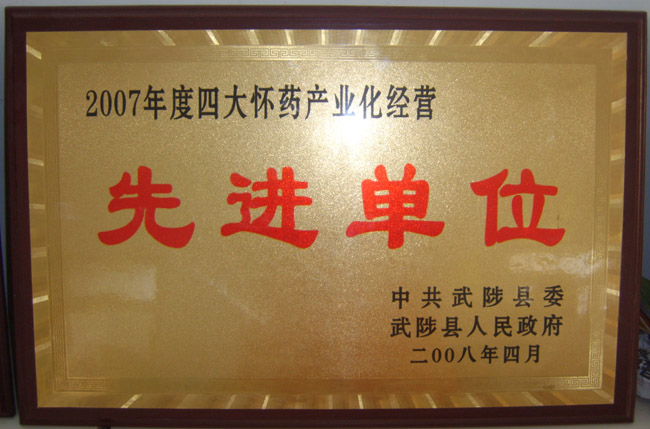 2007年度四大怀药产业化经营
先进单位
中共武陟县委
武陟县人民政府
二00八年四月